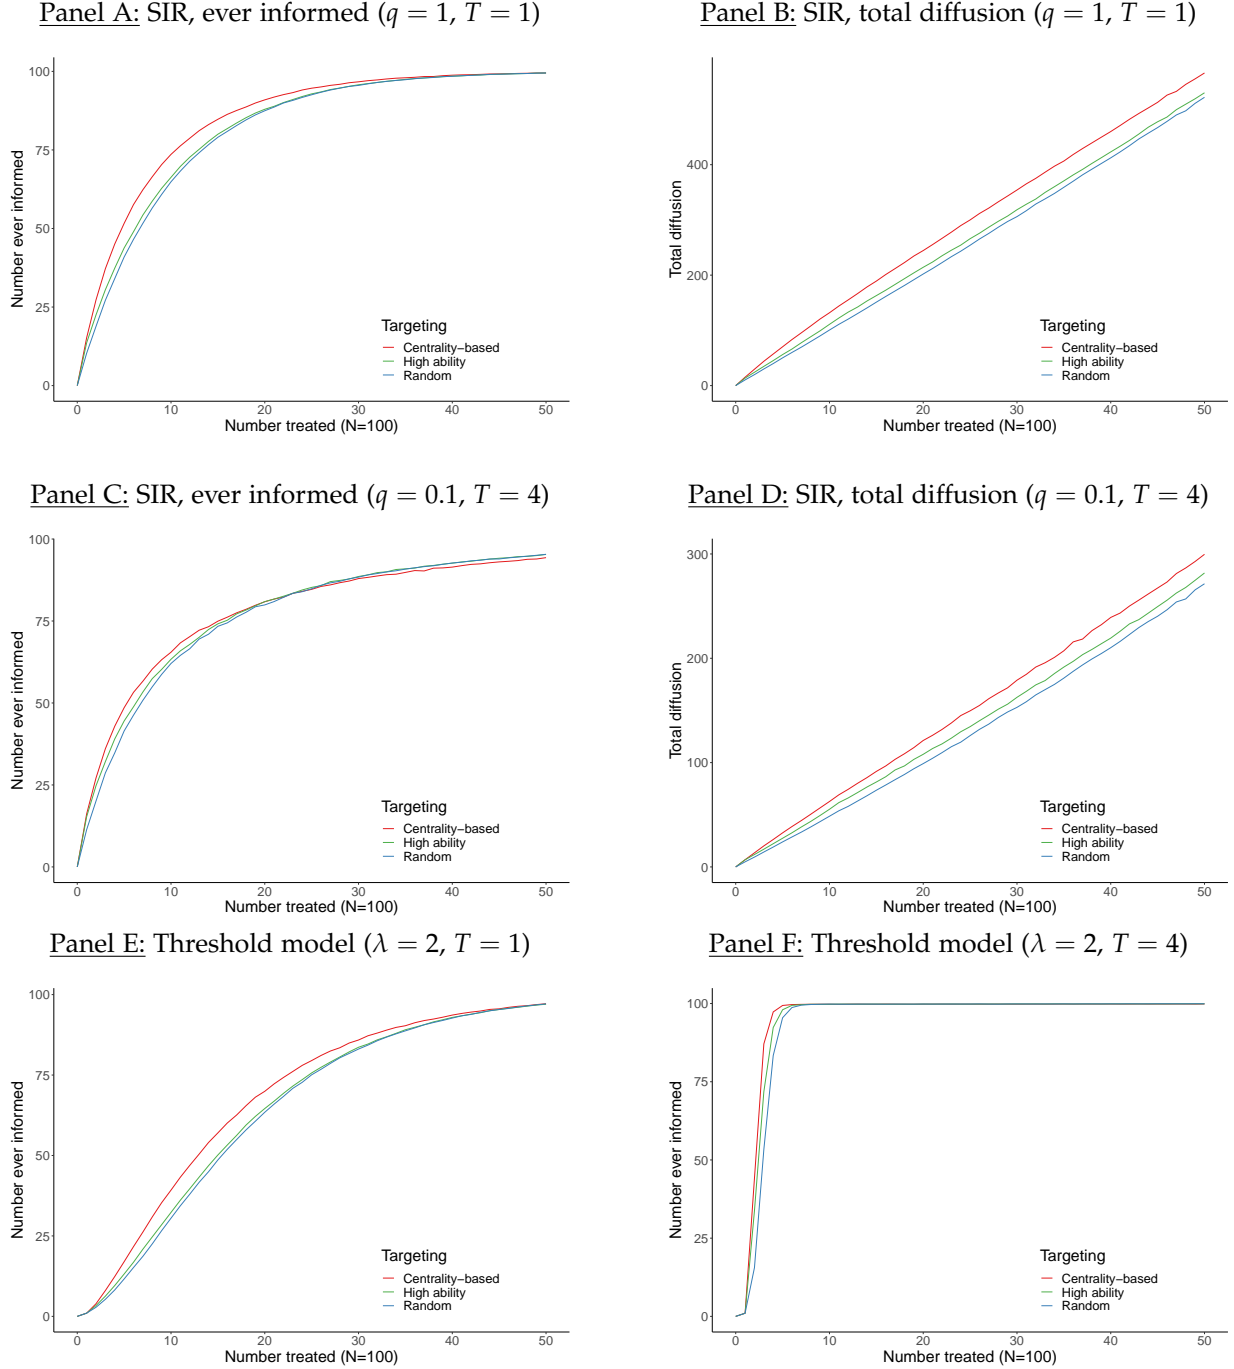 Panel A: SIR, ever informed (q = 1, T = 1)
Number ever informed
100
75
50
25
0
Targeting
Centrality−based
High ability
Random
0 10 20 30 40 50
Number treated (N=100)
Panel B: SIR, total diffusion (q = 1, T = 1)
Total diffusion
400
200
0
Targeting
Centrality−based
High ability
Random
0 10 20 30 40 50
Number treated (N=100)
Panel C: SIR, ever informed (q = 0.1, T = 4)
Number ever informed
100
75
50
25
0
Targeting
Centrality−based
High ability
Random
0 10 20 30 40 50
Number treated (N=100)
Panel D: SIR, total diffusion (q = 0.1, T = 4)
Total diffusion
300
200
100
0
Targeting
Centrality−based
High ability
Random
0 10 20 30 40 50
Number treated (N=100)
Panel E: Threshold model (λ = 2, T = 1)
Number ever informed
100
75
50
25
0
Targeting
Centrality−based
High ability
Random
0 10 20 30 40 50
Number treated (N=100)
Panel F: Threshold model (λ = 2, T = 4)
Number ever informed
100
75
50
25
0
Targeting
Centrality−based
High ability
Random
0 10 20 30 40 50
Number treated (N=100)